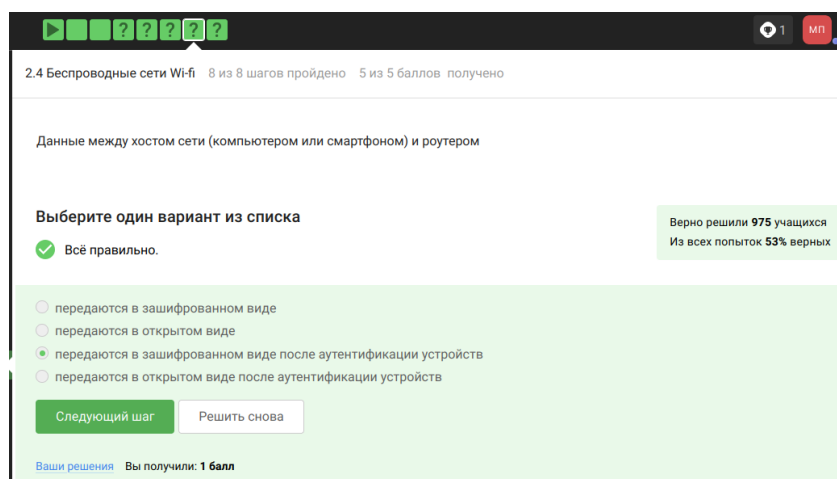 ? ? ? ? ?
1
МП
2.4 Беспроводные сети Wi-fi 8 из 8 шагов пройдено 5 из 5 баллов получено
Данные между хостом сети (компьютером или смартфоном) и роутером
Выберите один вариант из списка
Всё правильно.
Верно решили 975 учащихся
Из всех попыток 53% верных
передаются в зашифрованном виде
передаются в открытом виде
передаются в зашифрованном виде после аутентификации устройств
передаются в открытом виде после аутентификации устройств
Следующий шаг Решить снова
Ваши решения Вы получили: 1 балл